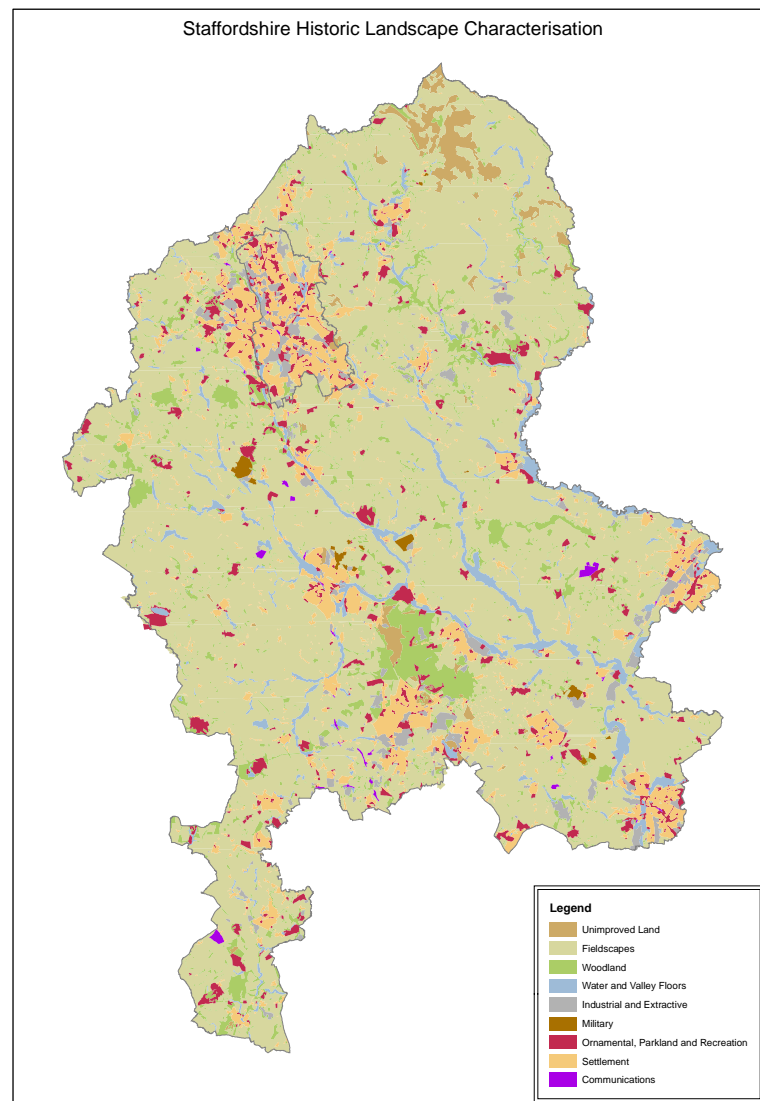 Staffordshire Historic Landscape Characterisation
Legend
Unimproved Land
Fieldscapes
Woodland
Water and Valley Floors
Industrial and Extractive
Military
Ornamental, Parkland and Recreation
Settlement
Communications